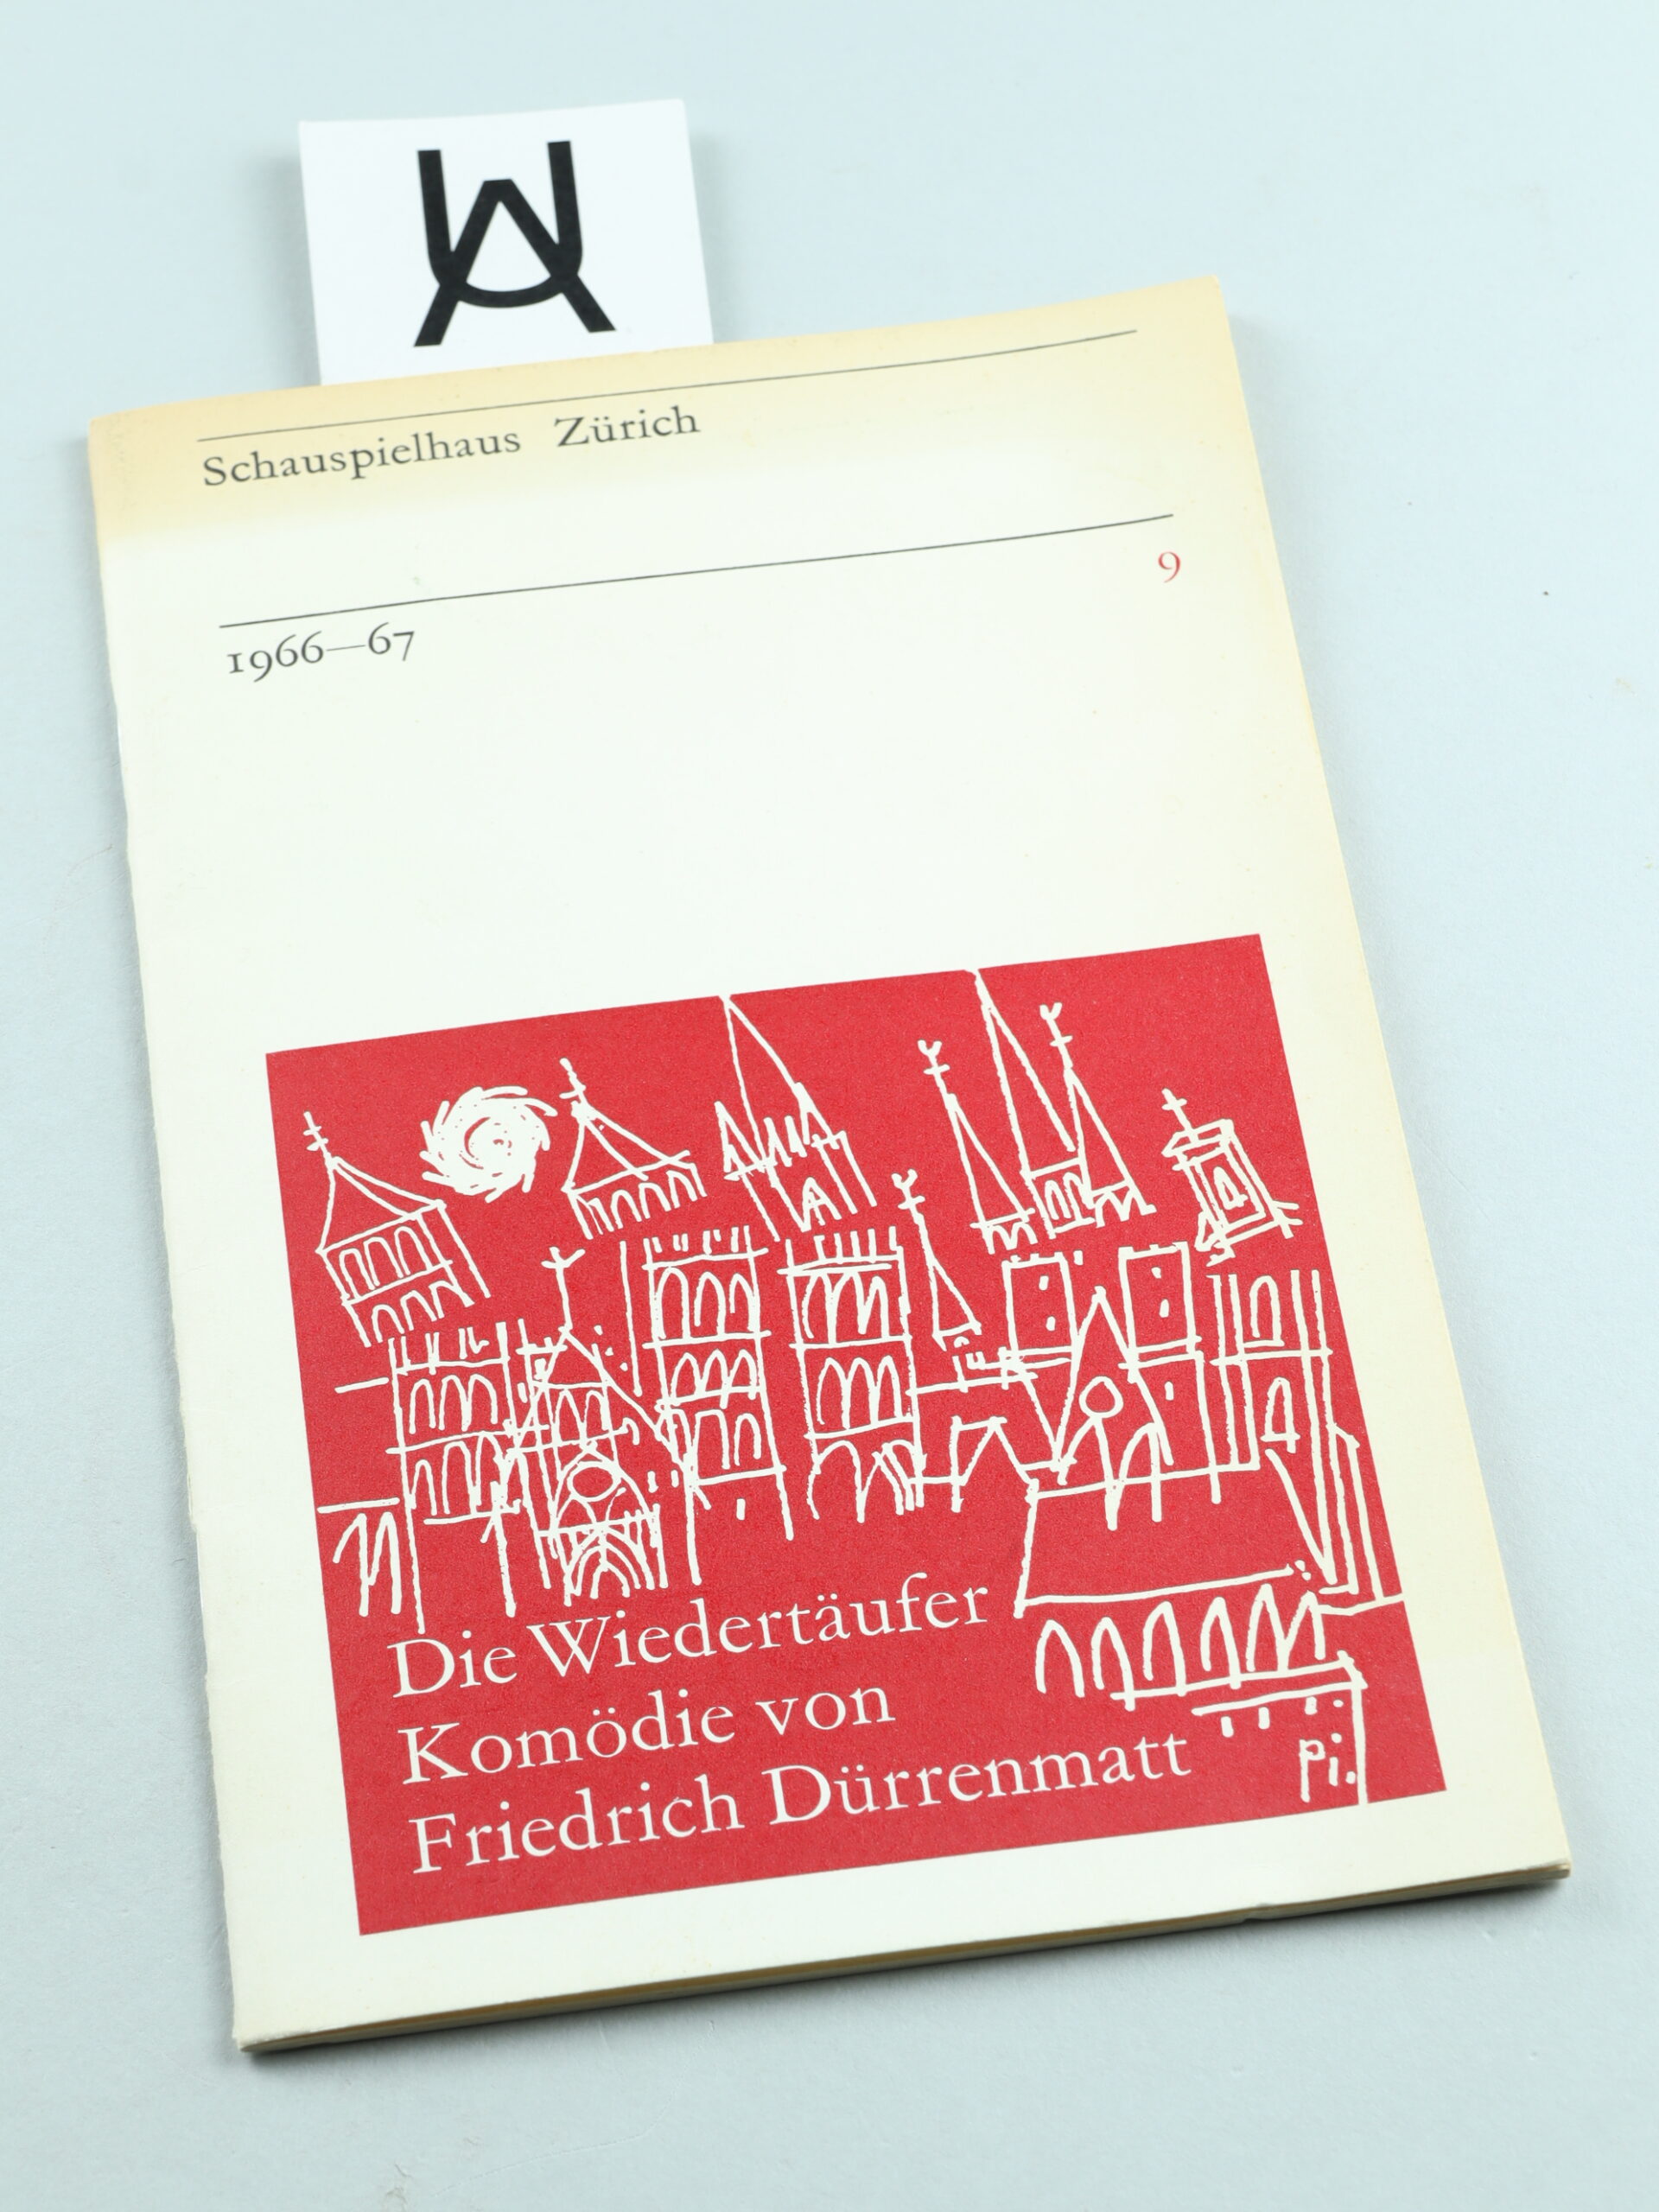 Schauspielhaus Zürich
9
1966—67
Die Wiedertäufer
Komödie von
Friedrich Dürrenmatt
pi.